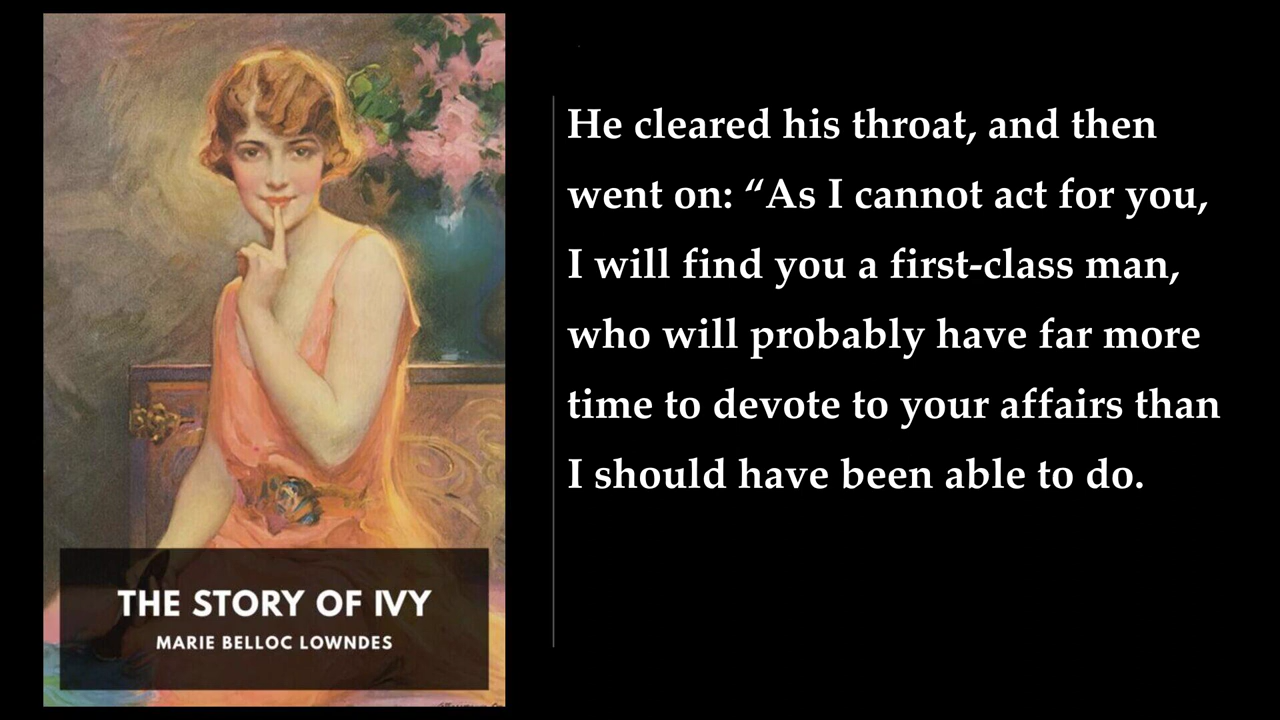 He cleared his throat, and then
went on: “As I cannot act for you,
I will find you a first-class man,
who will probably have far more
time to devote to your affairs than
I should have been able to do.
THE STORY OF IVY
MARIE BELLOC LOWNDES